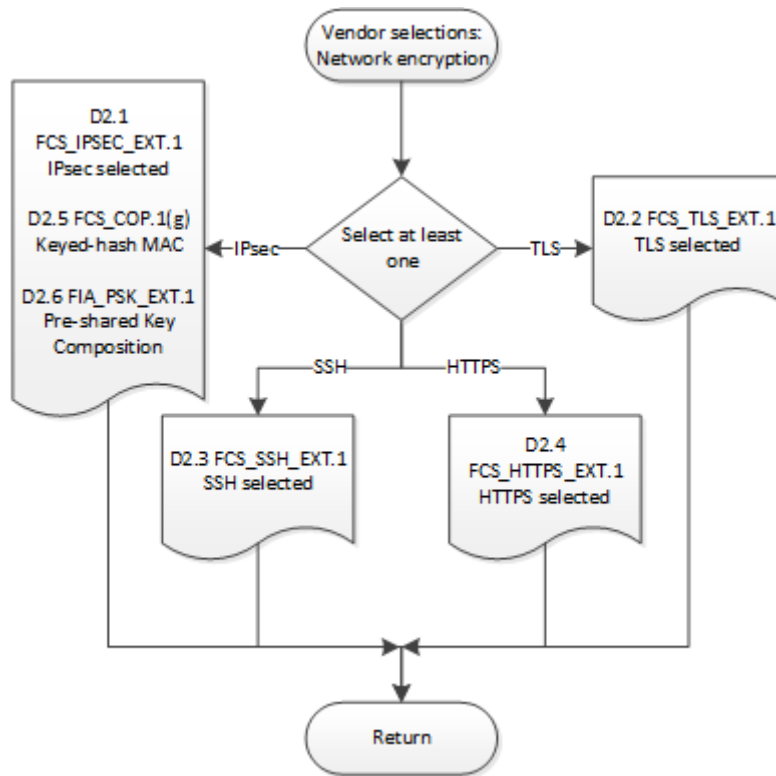 Vendor selections:
Network encryption
D2.1
FCS_IPSEC_EXT.1
IPsec selected
D2.5 FCS_COP.1(g)
Keyed-hash MAC
D2.6 FIA_PSK_EXT.1
Pre-shared Key
Composition
IPsec
Select at least
one
TLS
D2.2 FCS_TLS_EXT.1
TLS selected
SSH
HTTPS
D2.3 FCS_SSH_EXT.1
SSH selected
D2.4
FCS_HTTPS_EXT.1
HTTPS selected
Return